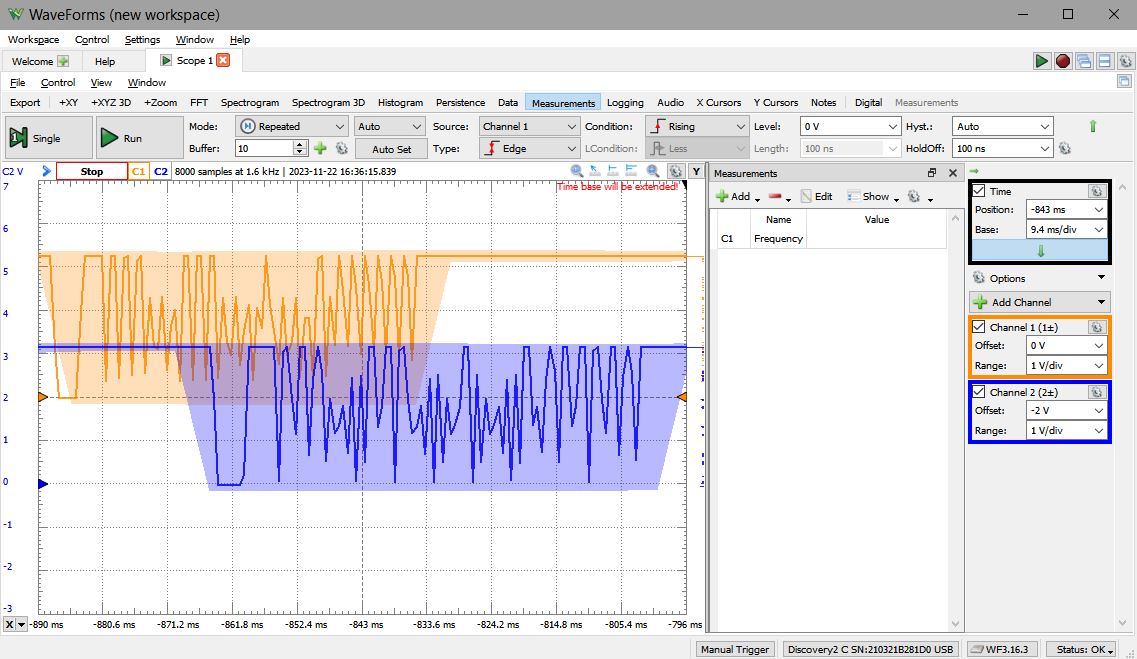 WaveForms (new workspace)
Workspace Control Settings Window Help
Welcome Help Scope 1
File Control View Window
Export +XY +XYZ 3D +Zoom FFT Spectrogram Spectrogram 3D Histogram Persistence Data Measurements Logging Audio X Cursors Y Cursors Notes Digital Measurements
Single Run Mode: Repeated Auto Source: Channel 1 Condition: Rising Level: 0 V Hyst.: Auto
Buffer: 10 Auto Set Type: Edge LCondition: Less Length: 100 ns HoldOff: 100 ns
C2 V Stop C1 C2 8000 samples at 1.6 kHz | 2023-11-22 16:36:15.839 Y
Time base will be extended!
7
6
5
4
3
2
1
0
-1
-2
-3
X -890 ms -880.6 ms -871.2 ms -861.8 ms -852.4 ms -843 ms -833.6 ms -824.2 ms -814.8 ms -805.4 ms -796 ms
Measurements
Add Edit Show
Name Value
C1 Frequency
Time
Position: -843 ms
Base: 9.4 ms/div
Options
Add Channel
Channel 1 (1±)
Offset: 0 V
Range: 1 V/div
Channel 2 (2±)
Offset: -2 V
Range: 1 V/div
Manual Trigger Discovery2 C SN:210321B281D0 USB WF3.16.3 Status: OK